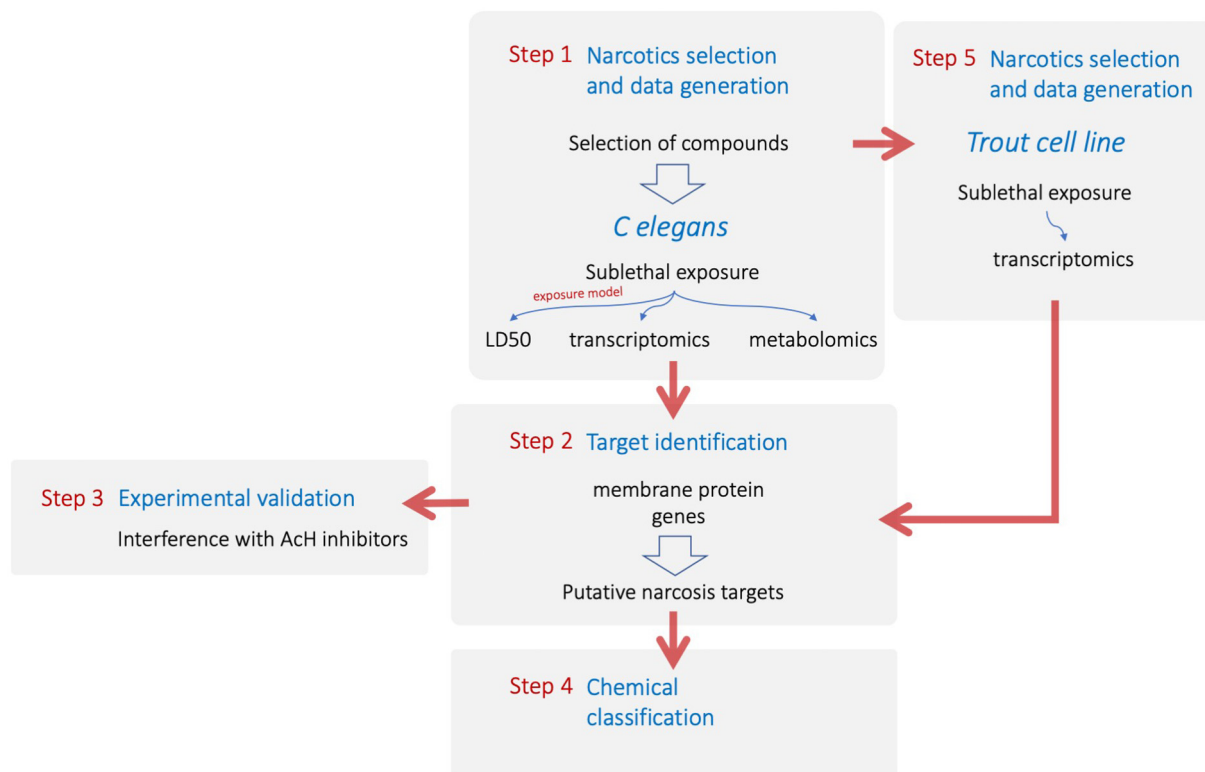 Step 1 Narcotics selection
and data generation
Selection of compounds
C elegans
Sublethal exposure
exposure model
LD50 transcriptomics metabolomics
Step 5 Narcotics selection
and data generation
Trout cell line
Sublethal exposure
transcriptomics
Step 2 Target identification
membrane protein
genes
Putative narcosis targets
Step 3 Experimental validation
Interference with AcH inhibitors
Step 4 Chemical
classification